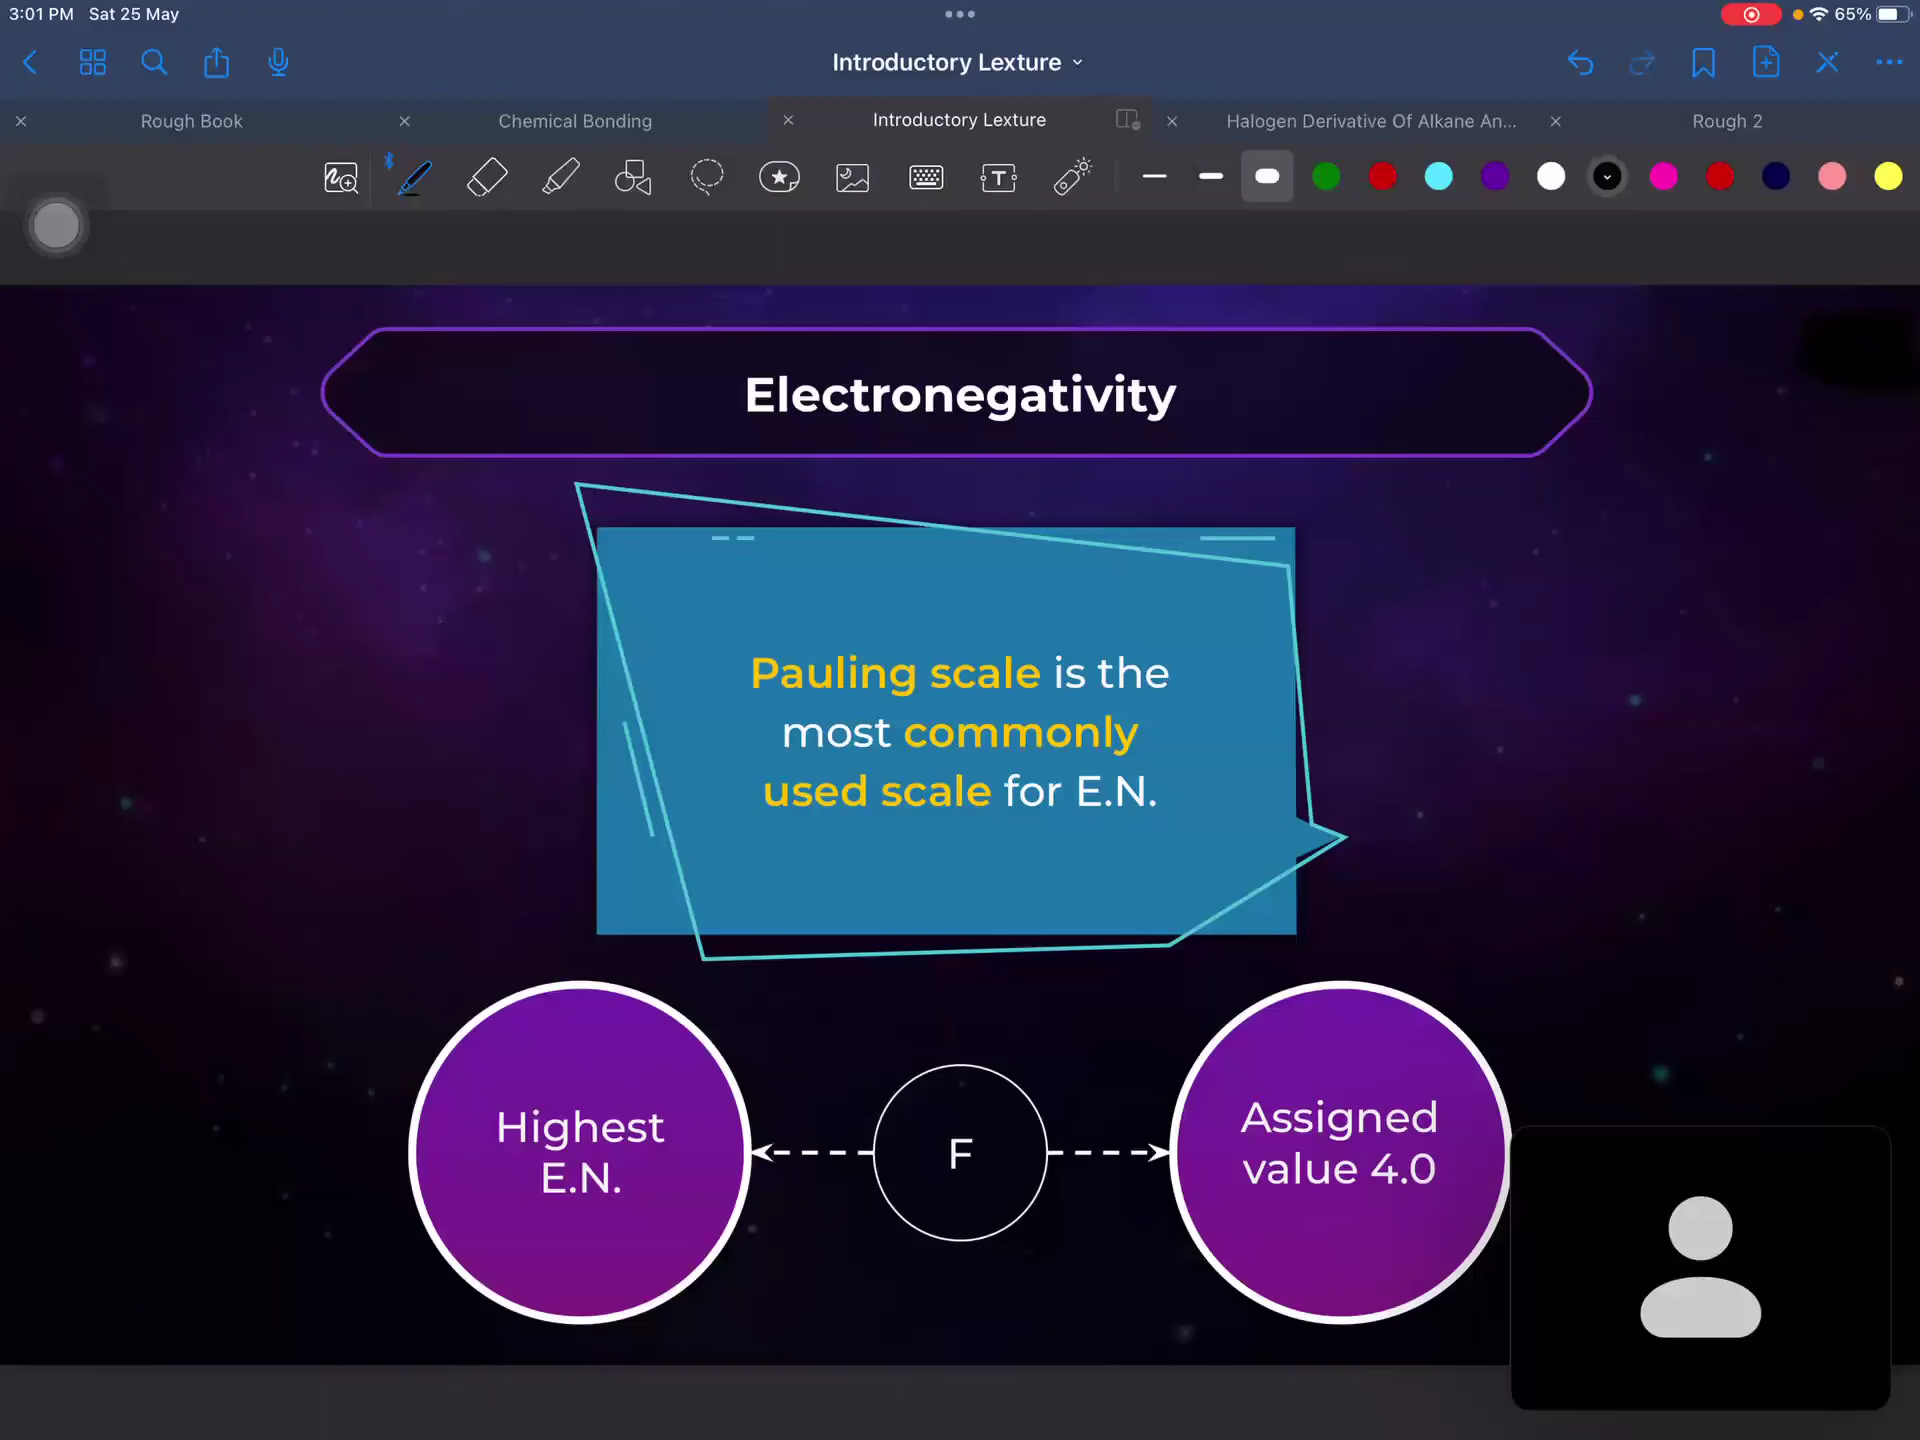 3:01 PM Sat 25 May
65%
Introductory Lexture
Rough Book
Chemical Bonding
Introductory Lexture
Halogen Derivative Of Alkane An...
Rough 2
Electronegativity
Pauling scale is the
most commonly
used scale for E.N.
Highest
E.N.
F
Assigned
value 4.0